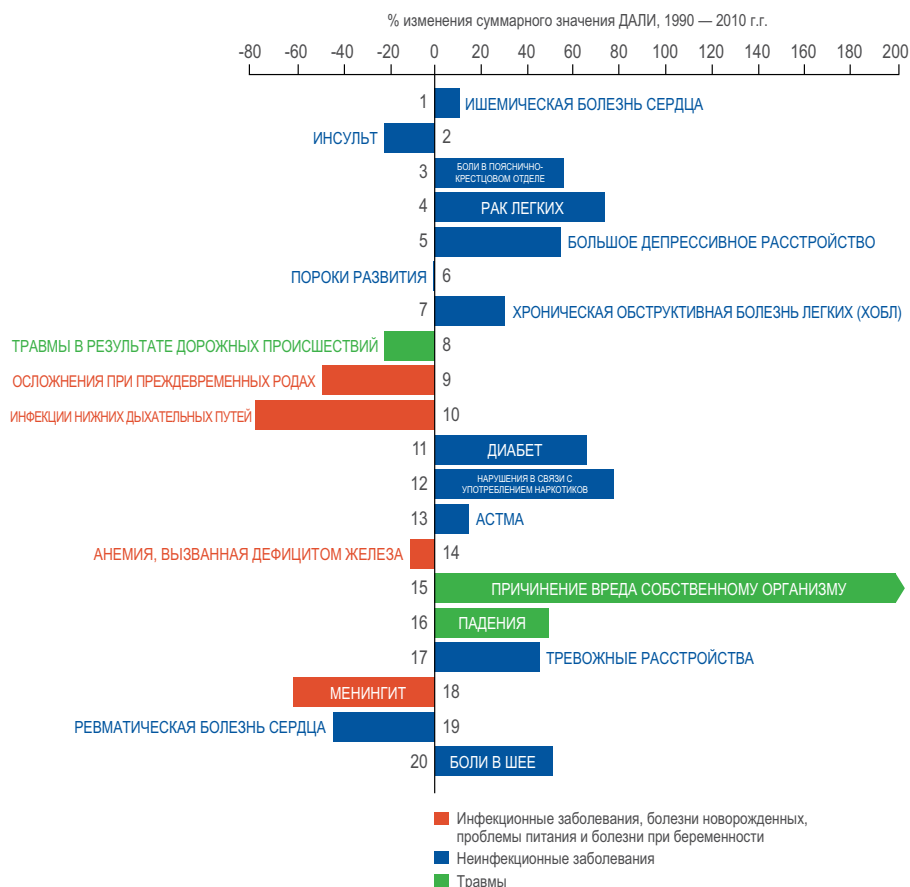 % изменения суммарного значения ДАЛИ, 1990 — 2010 г.г.
-80 -60 -40 -20 0 20 40 60 80 100 120 140 160 180 200
1 ИШЕМИЧЕСКАЯ БОЛЕЗНЬ СЕРДЦА
ИНСУЛЬТ 2
3 БОЛИ В ПОЯСНИЧНО-
КРЕСТЦОВОМ ОТДЕЛЕ
4 РАК ЛЕГКИХ
5 БОЛЬШОЕ ДЕПРЕССИВНОЕ РАССТРОЙСТВО
ПОРОКИ РАЗВИТИЯ 6
7 ХРОНИЧЕСКАЯ ОБСТРУКТИВНАЯ БОЛЕЗНЬ ЛЕГКИХ (ХОБЛ)
ТРАВМЫ В РЕЗУЛЬТАТЕ ДОРОЖНЫХ ПРОИСШЕСТВИЙ 8
ОСЛОЖНЕНИЯ ПРИ ПРЕЖДЕВРЕМЕННЫХ РОДАХ 9
ИНФЕКЦИИ НИЖНИХ ДЫХАТЕЛЬНЫХ ПУТЕЙ 10
11 ДИАБЕТ
12 НАРУШЕНИЯ В СВЯЗИ С
УПОТРЕБЛЕНИЕМ НАРКОТИКОВ
13 АСТМА
АНЕМИЯ, ВЫЗВАННАЯ ДЕФИЦИТОМ ЖЕЛЕЗА 14
15 ПРИЧИНЕНИЕ ВРЕДА СОБСТВЕННОМУ ОРГАНИЗМУ
16 ПАДЕНИЯ
17 ТРЕВОЖНЫЕ РАССТРОЙСТВА
МЕНИНГИТ 18
РЕВМАТИЧЕСКАЯ БОЛЕЗНЬ СЕРДЦА 19
20 БОЛИ В ШЕЕ
Инфекционные заболевания, болезни новорожденных,
проблемы питания и болезни при беременности
Неинфекционные заболевания
Травмы